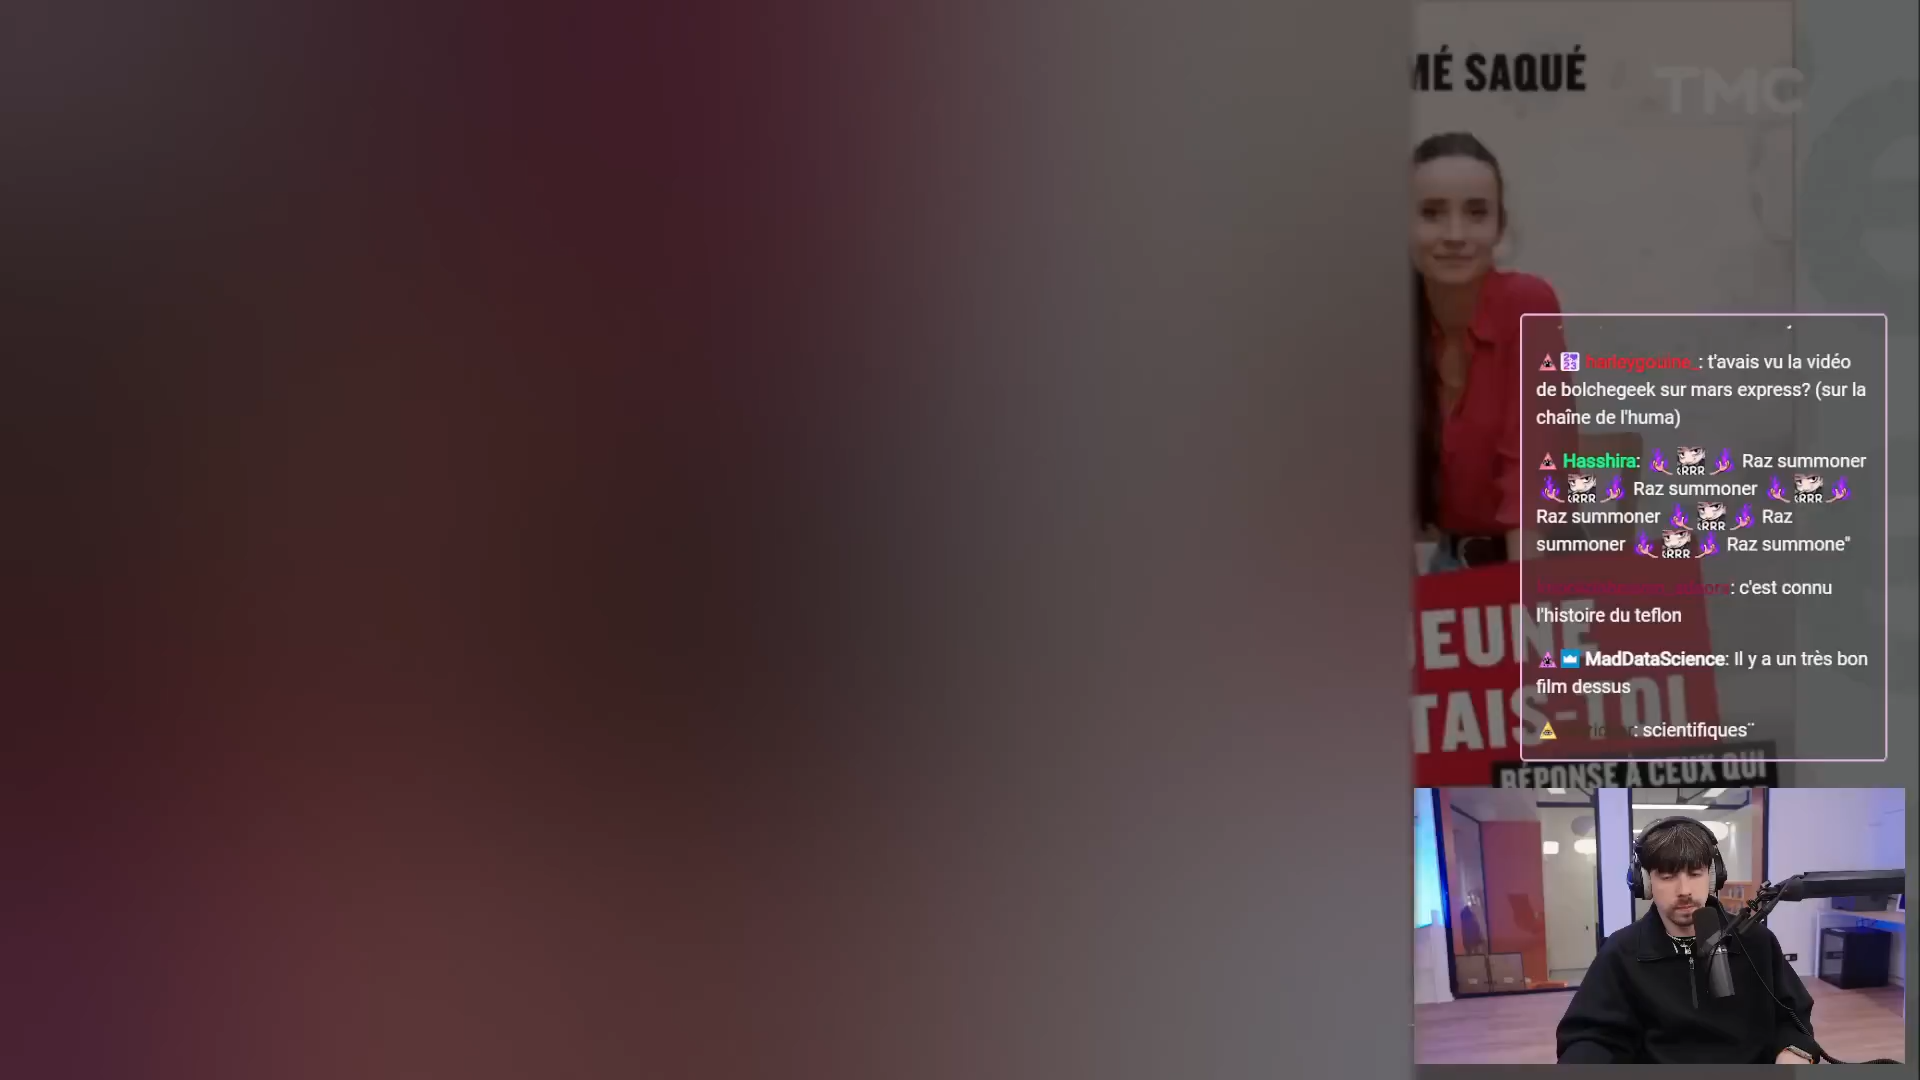 MÉ SAQUÉ
TMC
harleygouine_: t'avais vu la vidéo
de bolchegeek sur mars express? (sur la
chaîne de l'huma)
Hasshira: Raz summoner
Raz summoner
Raz summoner Raz
summoner Raz summone"
: c'est connu
l'histoire du teflon
MadDataScience: Il y a un très bon
film dessus
: scientifiques¨
JEUNE
TAIS-TOI
RÉPONSE À CEUX QUI